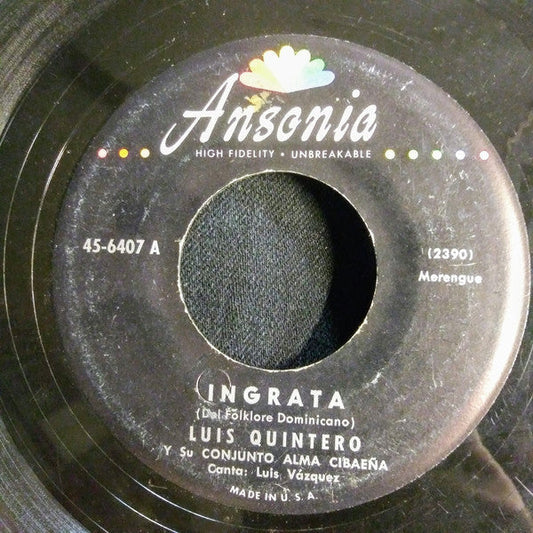 Ansonia
HIGH FIDELITY • UNBREAKABLE
45-6407 A
(2390)
Merengue
INGRATA
(Del Folklore Dominicano)
LUIS QUINTERO
Y Su CONJUNTO ALMA CIBAEÑA
Canta: Luis Vázquez
MADE IN U.S.A.